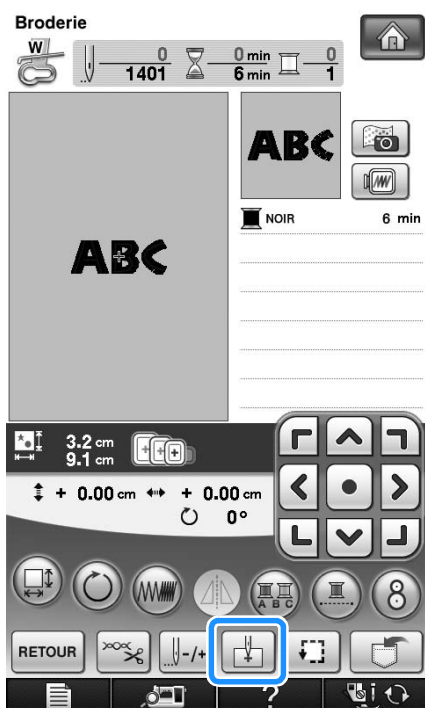 Broderie
W
0 0 min 0
1401 6 min 1
ABC
NOIR 6 min
ABC
3.2 cm
9.1 cm
+ 0.00 cm + 0.00 cm
0°
A B C
8
RETOUR -/+
?